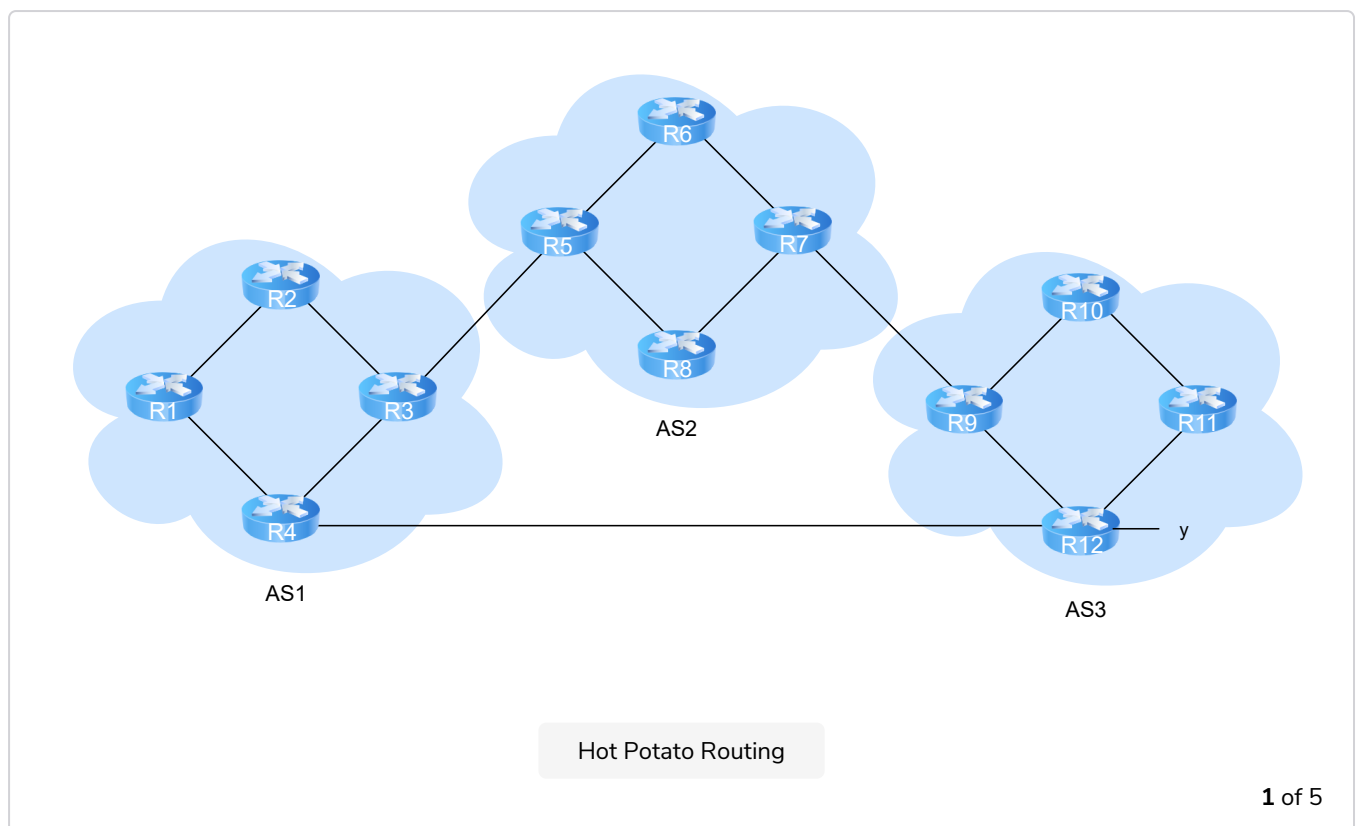 R6
R5
R7
R2
R10
R8
R1
R3
R9
R11
AS2
R4
R12
y
AS1
AS3
Hot Potato Routing
1 of 5